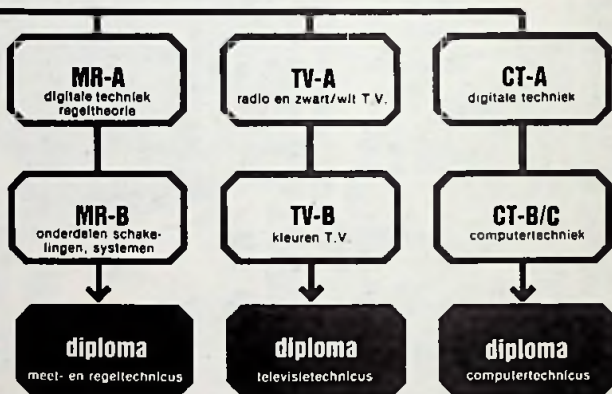 MR-A
digitale techniek
regeltheorie
TV-A
radio en zwart/wit T.V.
CT-A
digitale techniek
MR-B
onderdelen schake-
lingen, systemen
TV-B
kleuren T.V.
CT-B/C
computertechniek
diploma
meet- en regeltechnicus
diploma
televisietechnicus
diploma
computertechnicus